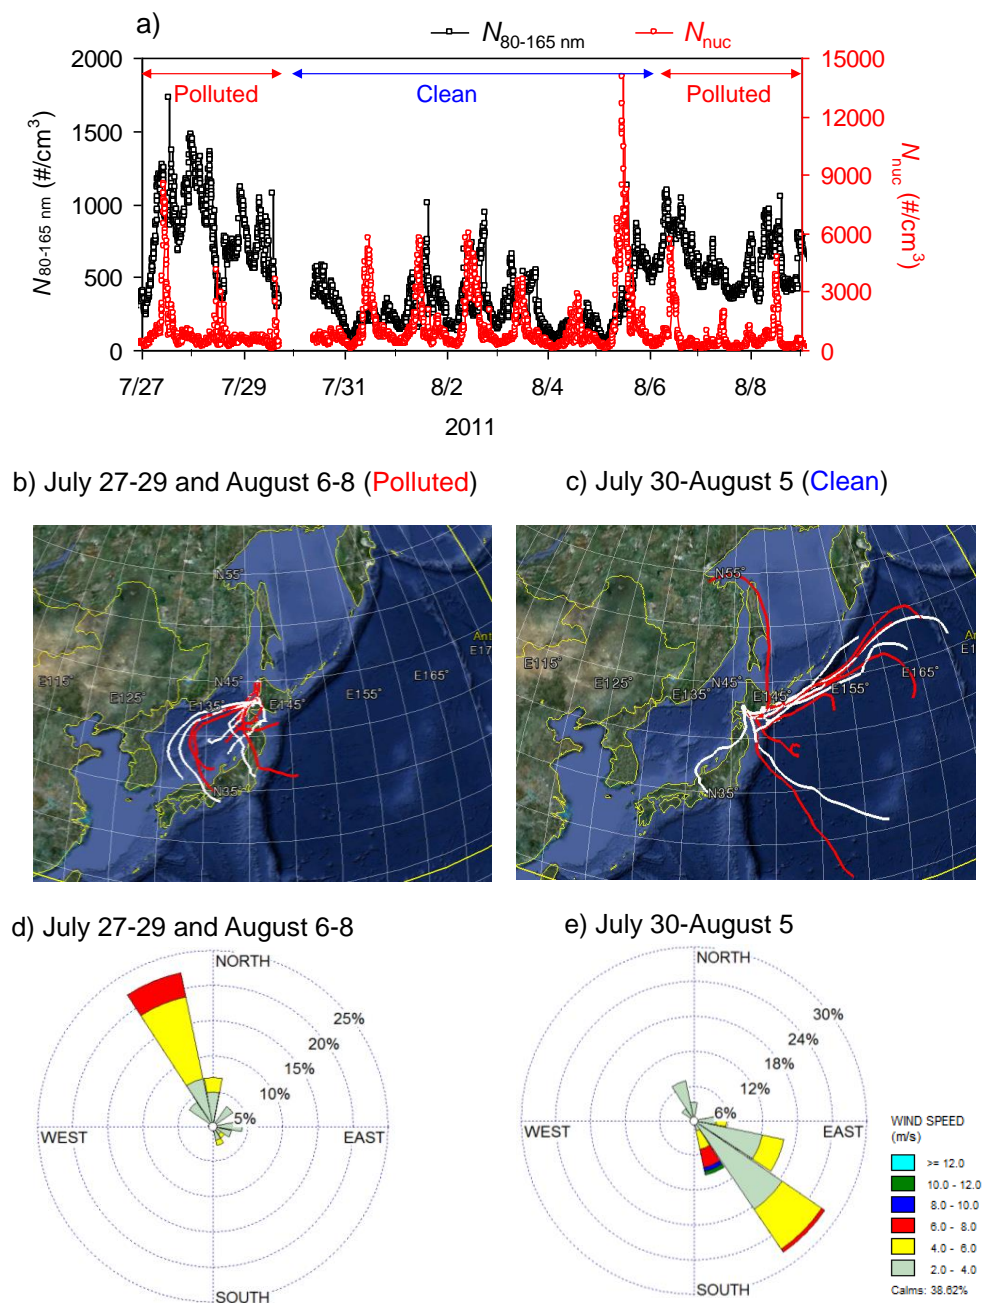 a)
N80-165 nm
Nnuc
2000
1500
1000
500
0
N80-165 nm (#/cm3)
15000
12000
9000
6000
3000
0
Nnuc (#/cm3)
Polluted
Clean
Polluted
7/27
7/29
7/31
8/2
8/4
8/6
8/8
2011
b) July 27-29 and August 6-8 (Polluted)
c) July 30-August 5 (Clean)
N55°
E115°
E125°
E135°
N45°
E145°
E155°
E165°
Ant
E17
N35°
N55°
E115°
E125°
E135°
N45°
E145°
E155°
E165°
An
E1
N35°
d) July 27-29 and August 6-8
e) July 30-August 5
NORTH
25%
20%
15%
10%
5%
WEST
EAST
SOUTH
NORTH
30%
24%
18%
12%
6%
WEST
EAST
SOUTH
WIND SPEED
(m/s)
>= 12.0
10.0 - 12.0
8.0 - 10.0
6.0 - 8.0
4.0 - 6.0
2.0 - 4.0
Calms: 38.62%